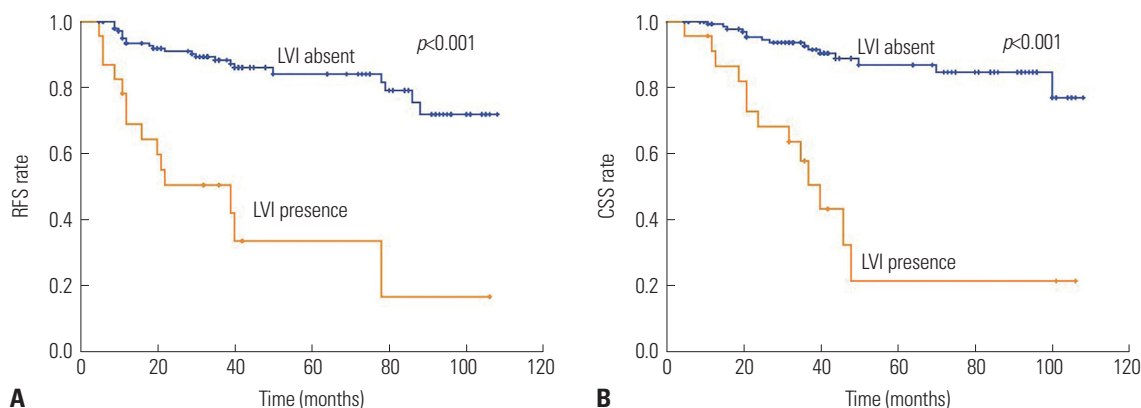 1.0
0.8
0.6
0.4
0.2
0.0
RFS rate
LVI absent
p<0.001
LVI presence
0 20 40 60 80 100 120
Time (months)
A
1.0
0.8
0.6
0.4
0.2
0.0
CSS rate
LVI absent
p<0.001
LVI presence
0 20 40 60 80 100 120
Time (months)
B